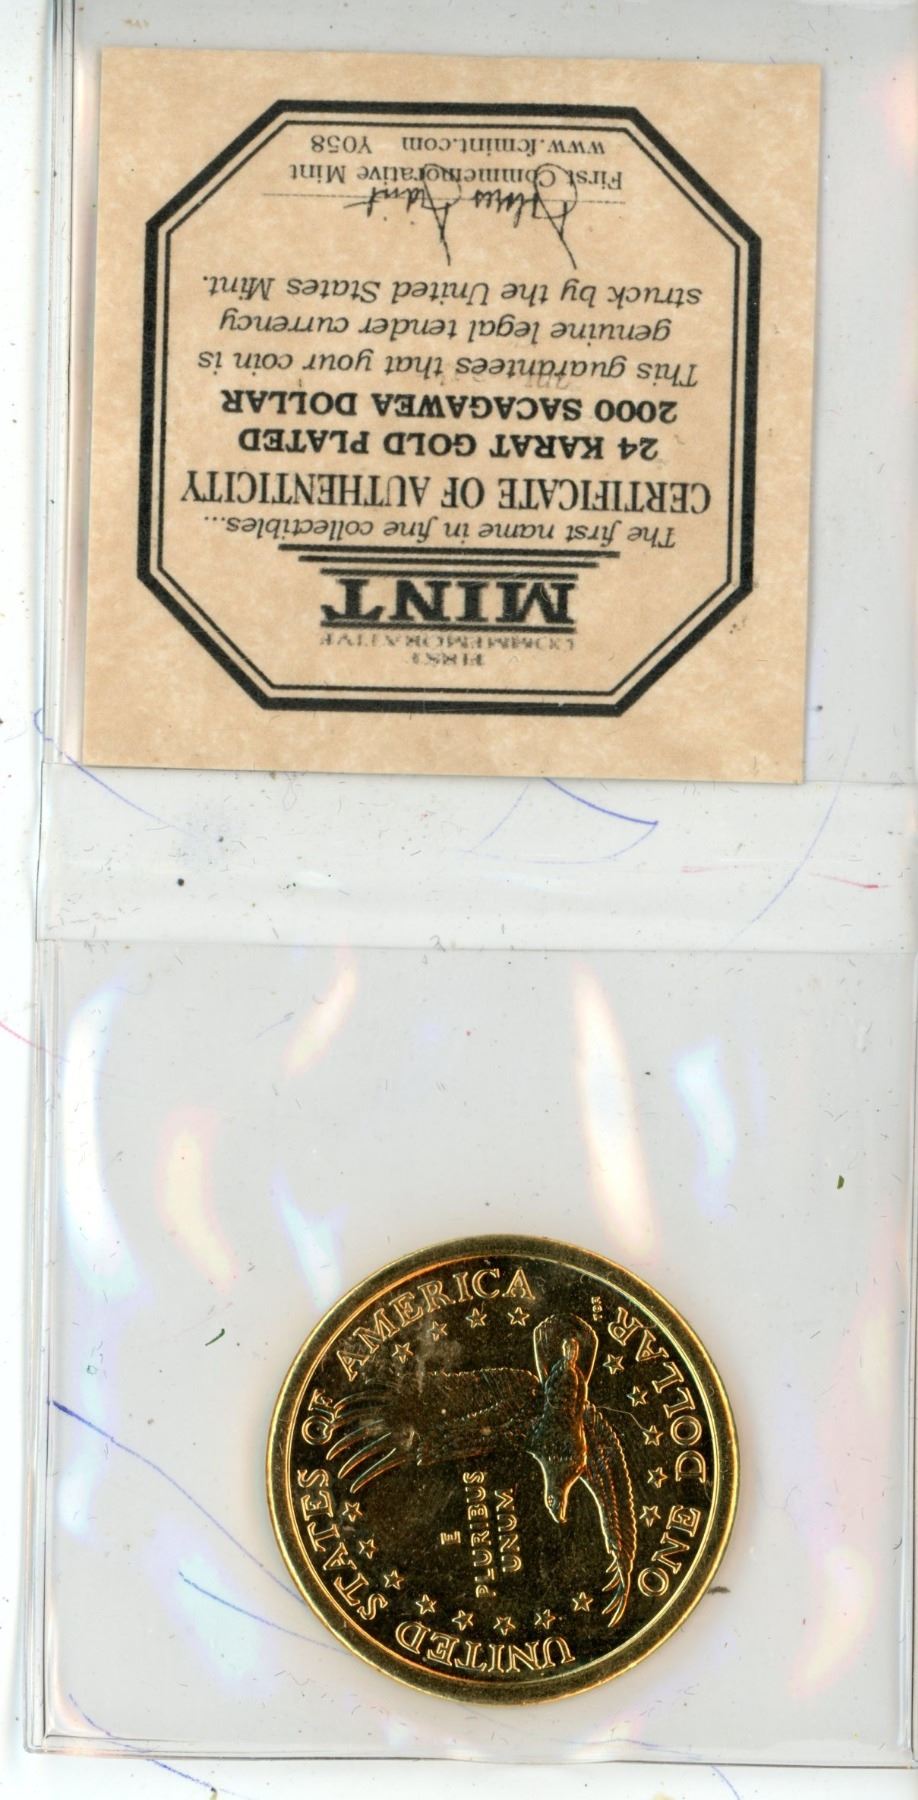 FIRST
COMMEMORATIVE
MINT
The first name in fine collectibles...
CERTIFICATE OF AUTHENTICITY
24 KARAT GOLD PLATED
2000 SACAGAWEA DOLLAR
This guarantees that your coin is
genuine legal tender currency
struck by the United States Mint.
First Commemorative Mint
www.fcmint.com Y058
UNITED STATES OF AMERICA
E
PLURIBUS
UNUM
ONE DOLLAR